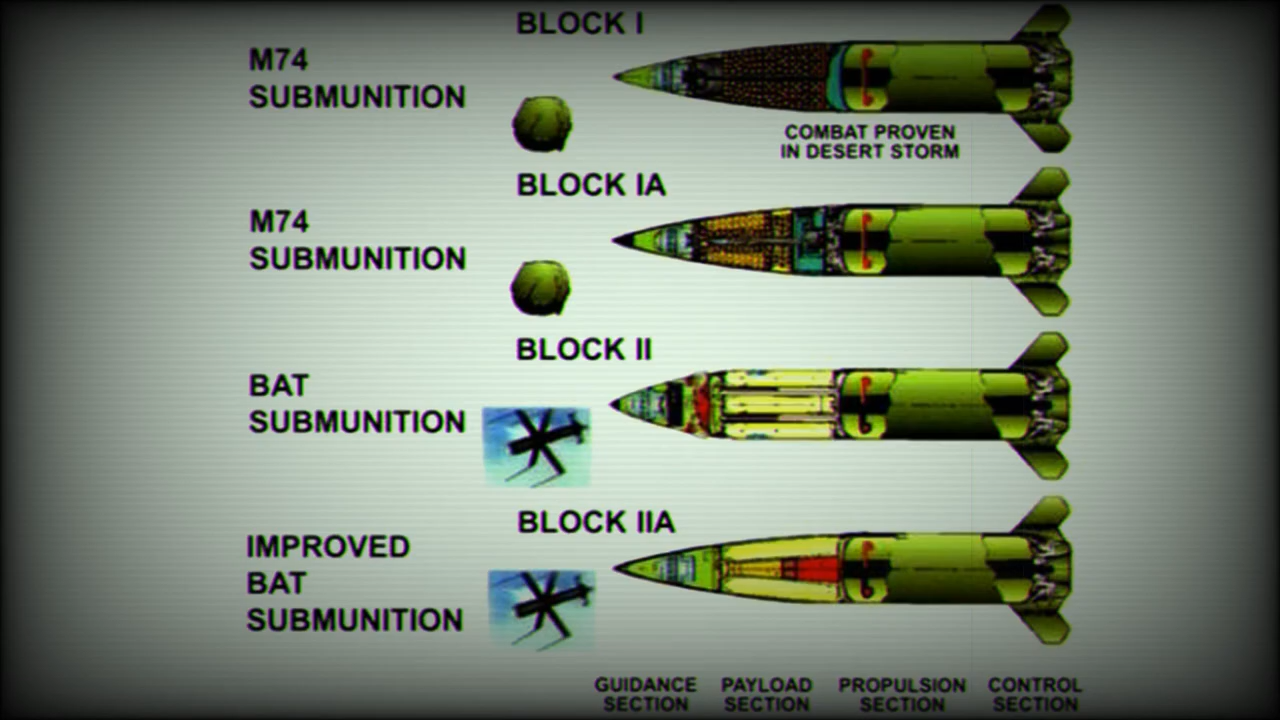 BLOCK I
M74
SUBMUNITION
COMBAT PROVEN
IN DESERT STORM
BLOCK IA
M74
SUBMUNITION
BLOCK II
BAT
SUBMUNITION
BLOCK IIA
IMPROVED
BAT
SUBMUNITION
GUIDANCE
SECTION
PAYLOAD
SECTION
PROPULSION
SECTION
CONTROL
SECTION